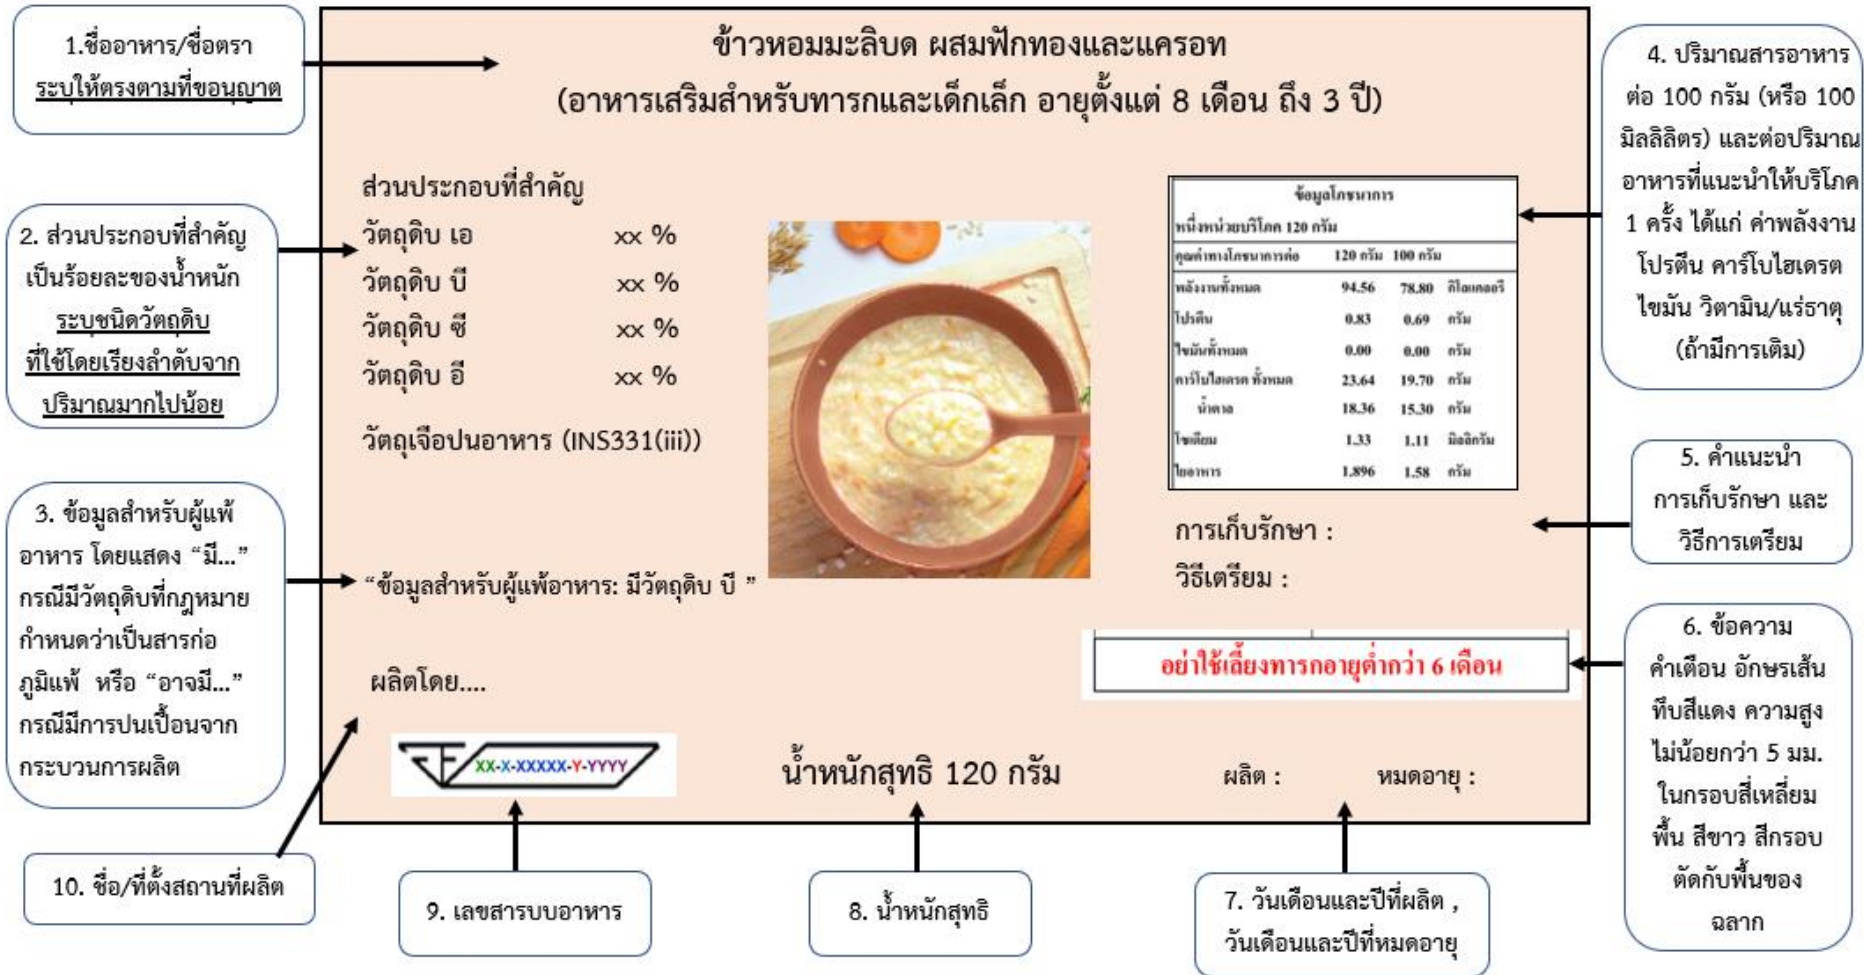 1.ชื่ออาหาร/ชื่อตรา
ระบุให้ตรงตามที่ขอนุญาต
ข้าวหอมมะลิบด ผสมฟักทองและแครอท
(อาหารเสริมสำหรับทารกและเด็กเล็ก อายุตั้งแต่ 8 เดือน ถึง 3 ปี)
2. ส่วนประกอบที่สำคัญ
เป็นร้อยละของน้ำหนัก
ระบุชนิดวัตถุดิบ
ที่ใช้โดยเรียงลำดับจาก
ปริมาณมากไปน้อย
ส่วนประกอบที่สำคัญ
วัตถุดิบ เอ xx %
วัตถุดิบ บี xx %
วัตถุดิบ ซี xx %
วัตถุดิบ อี xx %
วัตถุเจือปนอาหาร (INS331(iii))
3. ข้อมูลสำหรับผู้แพ้
อาหาร โดยแสดง “มี...”
กรณีมีวัตถุดิบที่กฎหมาย
กำหนดว่าเป็นสารก่อ
ภูมิแพ้ หรือ “อาจมี...”
กรณีมีการปนเปื้อนจาก
กระบวนการผลิต
“ข้อมูลสำหรับผู้แพ้อาหาร: มีวัตถุดิบ บี ”
4. ปริมาณสารอาหาร
ต่อ 100 กรัม (หรือ 100
มิลลิลิตร) และต่อปริมาณ
อาหารที่แนะนำให้บริโภค
1 ครั้ง ได้แก่ ค่าพลังงาน
โปรตีน คาร์โบไฮเดรต
ไขมัน วิตามิน/แร่ธาตุ
(ถ้ามีการเติม)
ข้อมูลโภชนาการ
หนึ่งหน่วยบริโภค 120 กรัม
คุณค่าทางโภชนาการต่อ 120 กรัม 100 กรัม
พลังงานทั้งหมด 94.56 78.80 กิโลแคลอรี
โปรตีน 0.83 0.69 กรัม
ไขมันทั้งหมด 0.00 0.00 กรัม
คาร์โบไฮเดรต ทั้งหมด 23.64 19.70 กรัม
น้ำตาล 18.36 15.30 กรัม
โซเดียม 1.33 1.11 มิลลิกรัม
ใยอาหาร 1.896 1.58 กรัม
5. คำแนะนำ
การเก็บรักษา และ
วิธีการเตรียม
การเก็บรักษา :
วิธีเตรียม :
6. ข้อความ
คำเตือน อักษรเส้น
ทึบสีแดง ความสูง
ไม่น้อยกว่า 5 มม.
ในกรอบสี่เหลี่ยม
พื้น สีขาว สีกรอบ
ตัดกับพื้นของ
ฉลาก
อย่าใช้เลี้ยงทารกอายุต่ำกว่า 6 เดือน
ผลิตโดย....
XX-X-XXXXX-Y-YYYY
น้ำหนักสุทธิ 120 กรัม
ผลิต : หมดอายุ :
10. ชื่อ/ที่ตั้งสถานที่ผลิต
9. เลขสารบบอาหาร
8. น้ำหนักสุทธิ
7. วันเดือนและปีที่ผลิต ,
วันเดือนและปีที่หมดอายุ